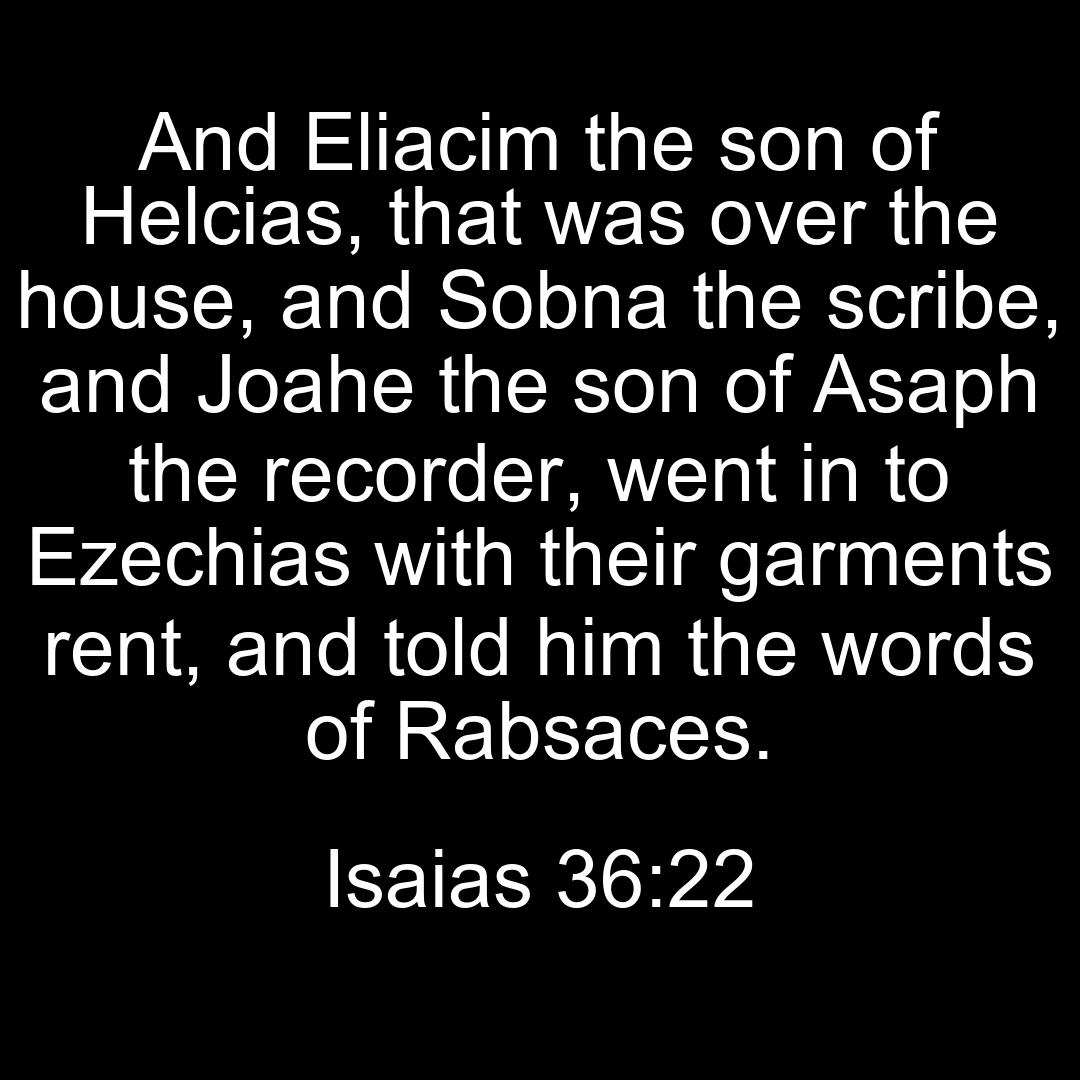 And Eliacim the son of
Helcias, that was over the
house, and Sobna the scribe,
and Joahe the son of Asaph
the recorder, went in to
Ezechias with their garments
rent, and told him the words
of Rabsaces.
Isaias 36:22